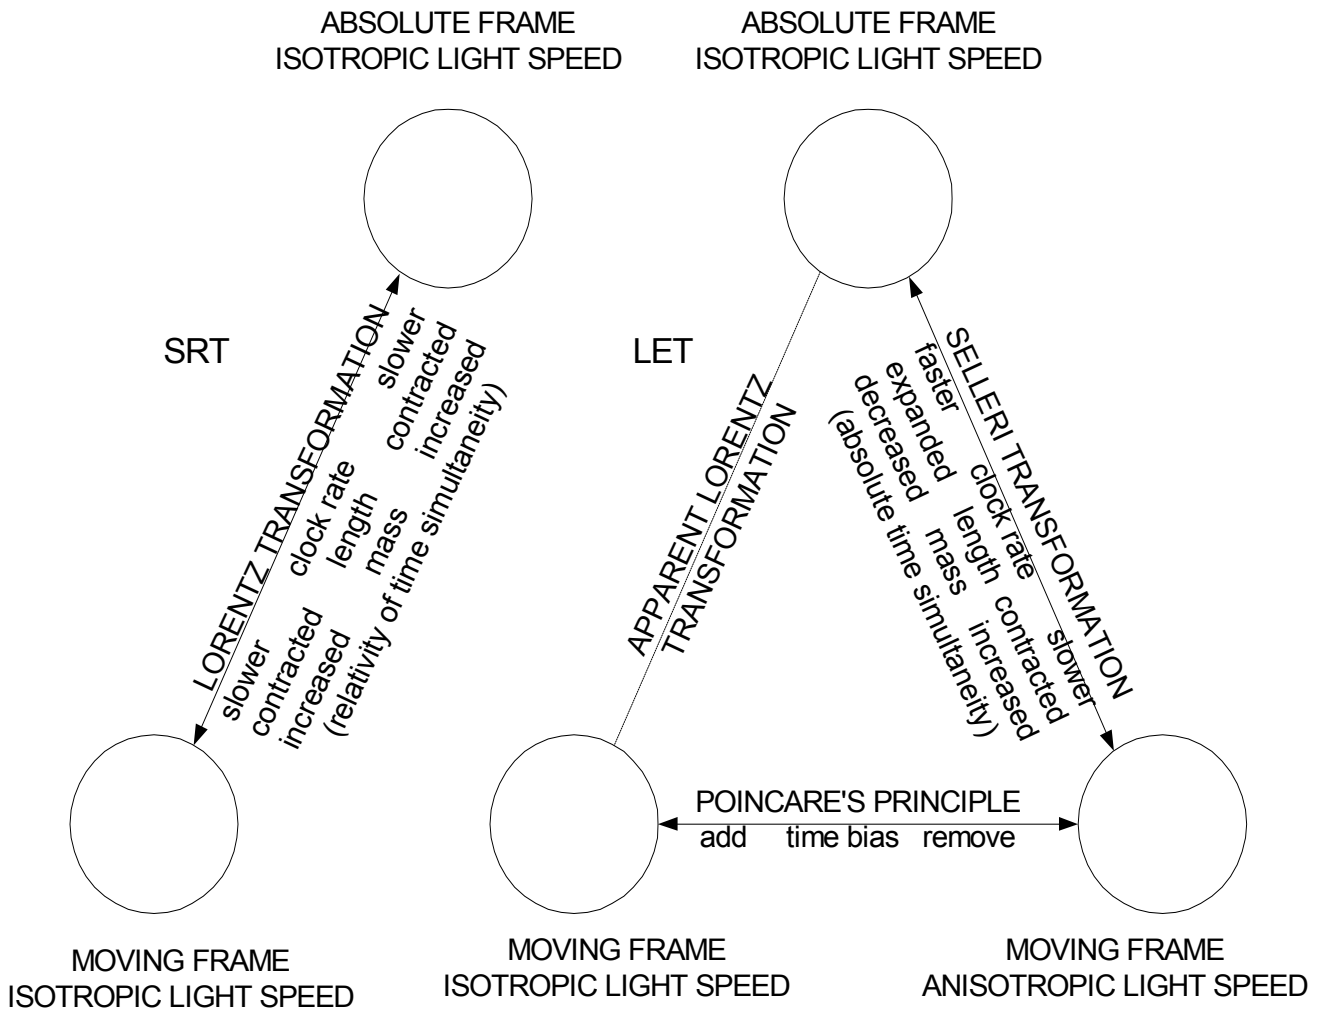 ABSOLUTE FRAME
ISOTROPIC LIGHT SPEED
ABSOLUTE FRAME
ISOTROPIC LIGHT SPEED
SRT
LORENTZ TRANSFORMATION
slower clock rate slower
contracted length contracted
increased mass increased
(relativity of time simultaneity)
LET
APPARENT LORENTZ
TRANSFORMATION
SELLERI TRANSFORMATION
faster clock rate slower
expanded length contracted
decreased mass increased
(absolute time simultaneity)
POINCARE'S PRINCIPLE
add time bias remove
MOVING FRAME
ISOTROPIC LIGHT SPEED
MOVING FRAME
ISOTROPIC LIGHT SPEED
MOVING FRAME
ANISOTROPIC LIGHT SPEED